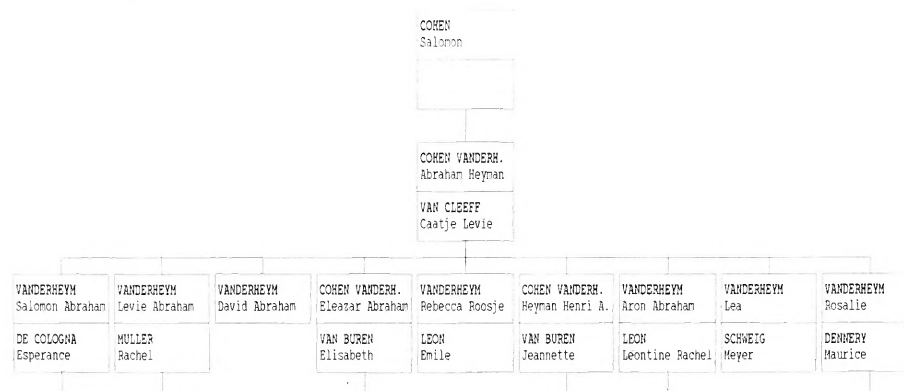 COHEN
Salomon
COHEN VANDERH.
Abraham Heyman
VAN CLEEFF
Caatje Levie
VANDERHEYM
Salomon Abraham
DE COLOGNA
Esperance
VANDERHEYM
Levie Abraham
MULLER
Rachel
VANDERHEYM
David Abraham
COHEN VANDERH.
Eleazar Abraham
VAN BUREN
Elisabeth
VANDERHEYM
Rebecca Roosje
LEON
Emile
COHEN VANDERH.
Heyman Henri A.
VAN BUREN
Jeannette
VANDERHEYM
Aron Abraham
LEON
Leontine Rachel
VANDERHEYM
Lea
SCHWEIG
Meyer
VANDERHEYM
Rosalie
DENNERY
Maurice